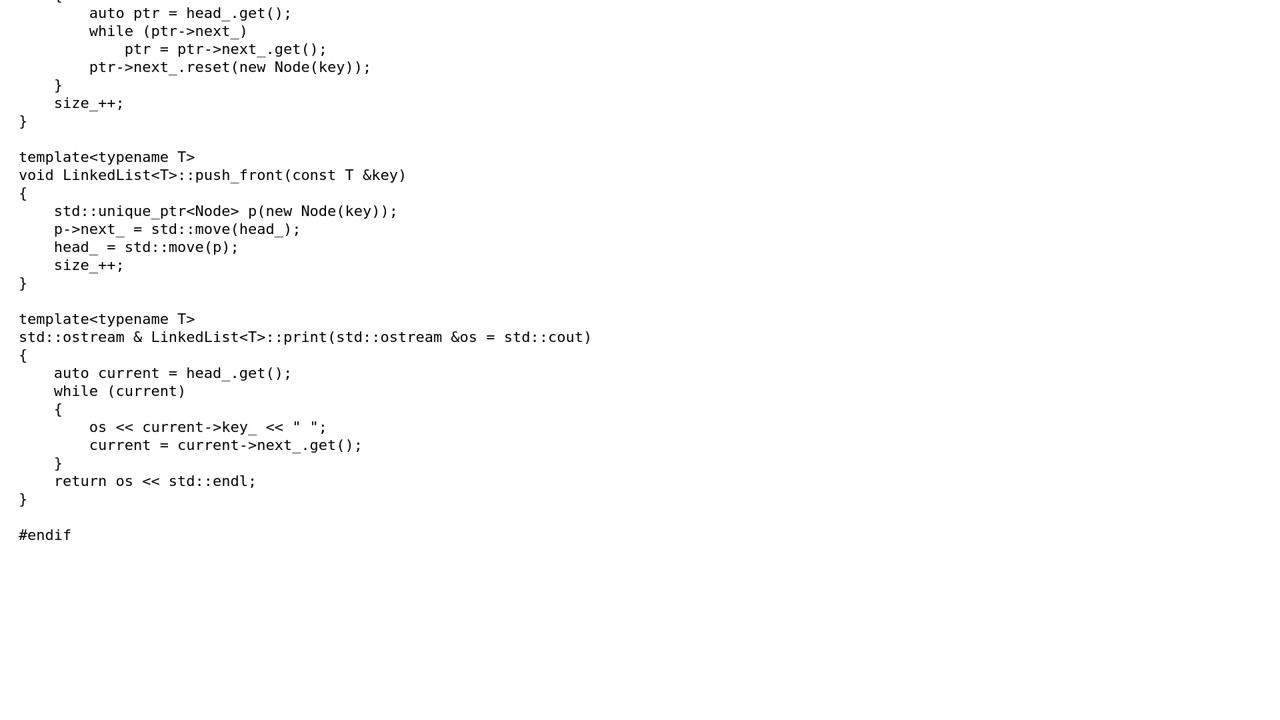 {
        auto ptr = head_.get();
        while (ptr->next_)
            ptr = ptr->next_.get();
        ptr->next_.reset(new Node(key));
    }
    size_++;
}

template<typename T>
void LinkedList<T>::push_front(const T &key)
{
    std::unique_ptr<Node> p(new Node(key));
    p->next_ = std::move(head_);
    head_ = std::move(p);
    size_++;
}

template<typename T>
std::ostream & LinkedList<T>::print(std::ostream &os = std::cout)
{
    auto current = head_.get();
    while (current)
    {
        os << current->key_ << " ";
        current = current->next_.get();
    }
    return os << std::endl;
}

#endif